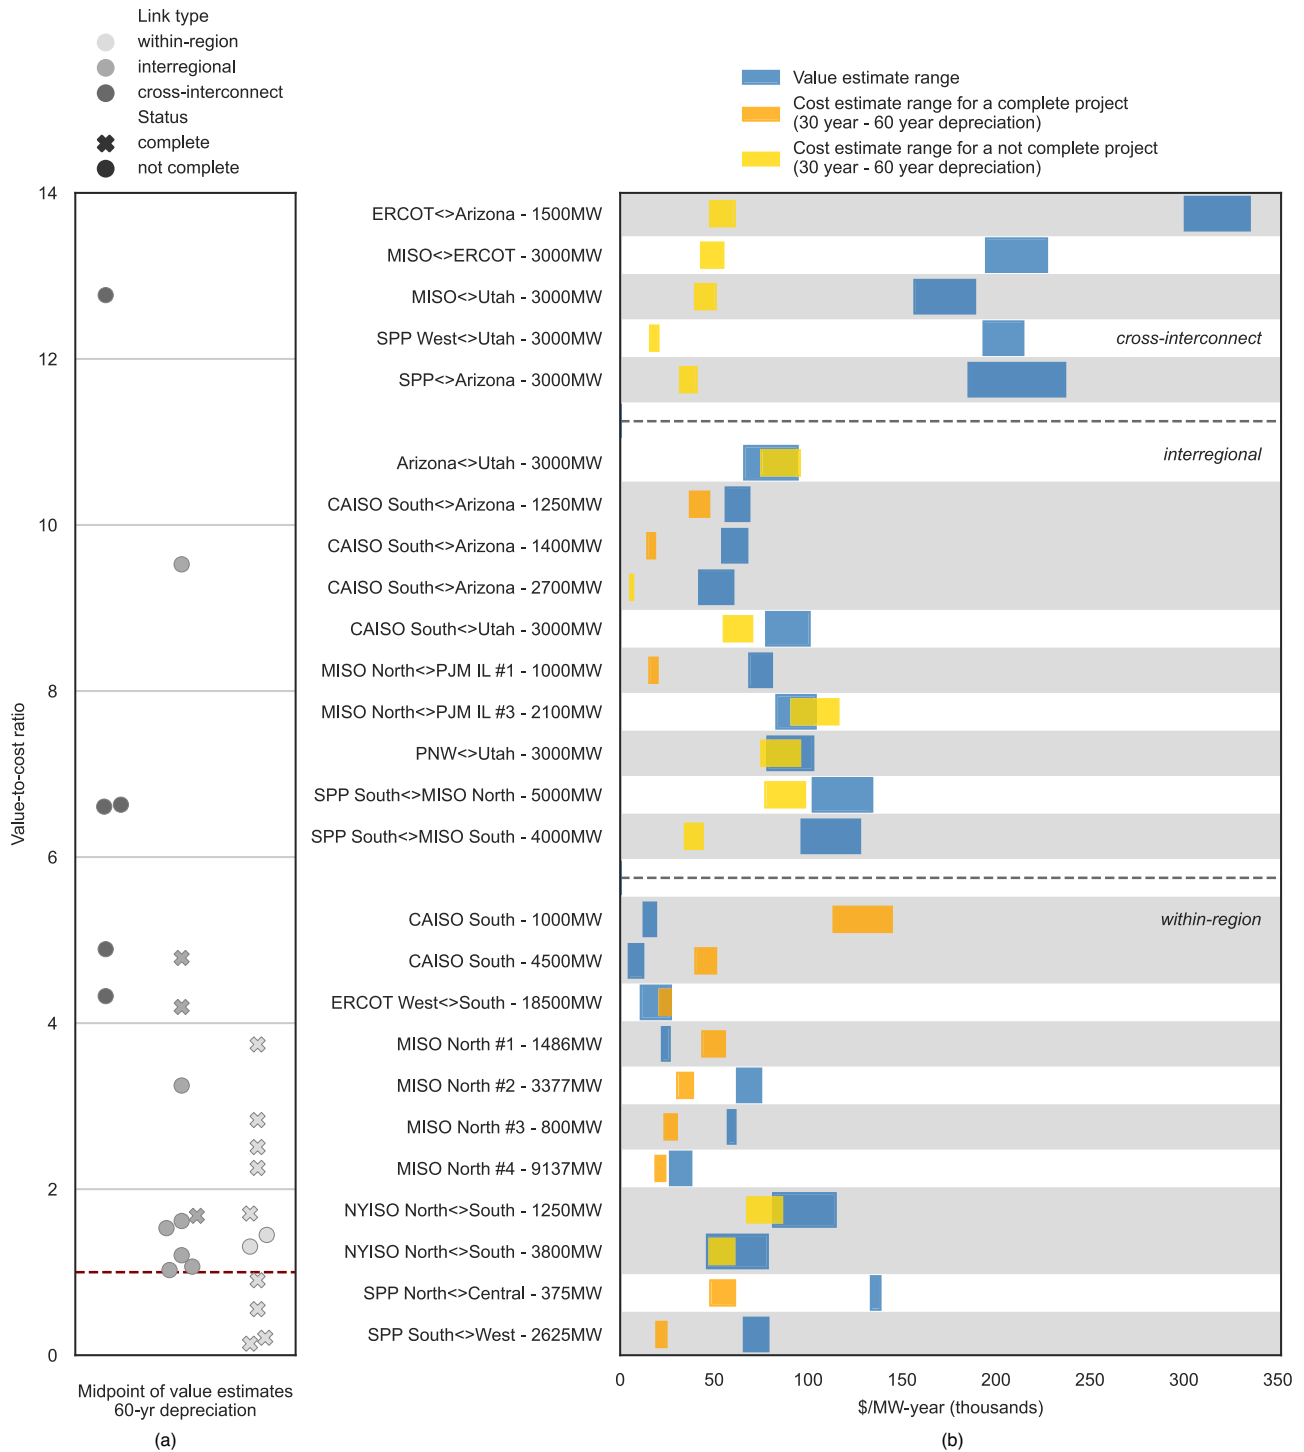 Link type
within-region
interregional
cross-interconnect
Status
complete
not complete
Value estimate range
Cost estimate range for a complete project
(30 year - 60 year depreciation)
Cost estimate range for a not complete project
(30 year - 60 year depreciation)
Value-to-cost ratio
14
12
10
8
6
4
2
0
Midpoint of value estimates
60-yr depreciation
(a)
ERCOT<>Arizona - 1500MW
MISO<>ERCOT - 3000MW
MISO<>Utah - 3000MW
SPP West<>Utah - 3000MW
cross-interconnect
SPP<>Arizona - 3000MW
Arizona<>Utah - 3000MW
interregional
CAISO South<>Arizona - 1250MW
CAISO South<>Arizona - 1400MW
CAISO South<>Arizona - 2700MW
CAISO South<>Utah - 3000MW
MISO North<>PJM IL #1 - 1000MW
MISO North<>PJM IL #3 - 2100MW
PNW<>Utah - 3000MW
SPP South<>MISO North - 5000MW
SPP South<>MISO South - 4000MW
CAISO South - 1000MW
within-region
CAISO South - 4500MW
ERCOT West<>South - 18500MW
MISO North #1 - 1486MW
MISO North #2 - 3377MW
MISO North #3 - 800MW
MISO North #4 - 9137MW
NYISO North<>South - 1250MW
NYISO North<>South - 3800MW
SPP North<>Central - 375MW
SPP South<>West - 2625MW
0 50 100 150 200 250 300 350
$/MW-year (thousands)
(b)